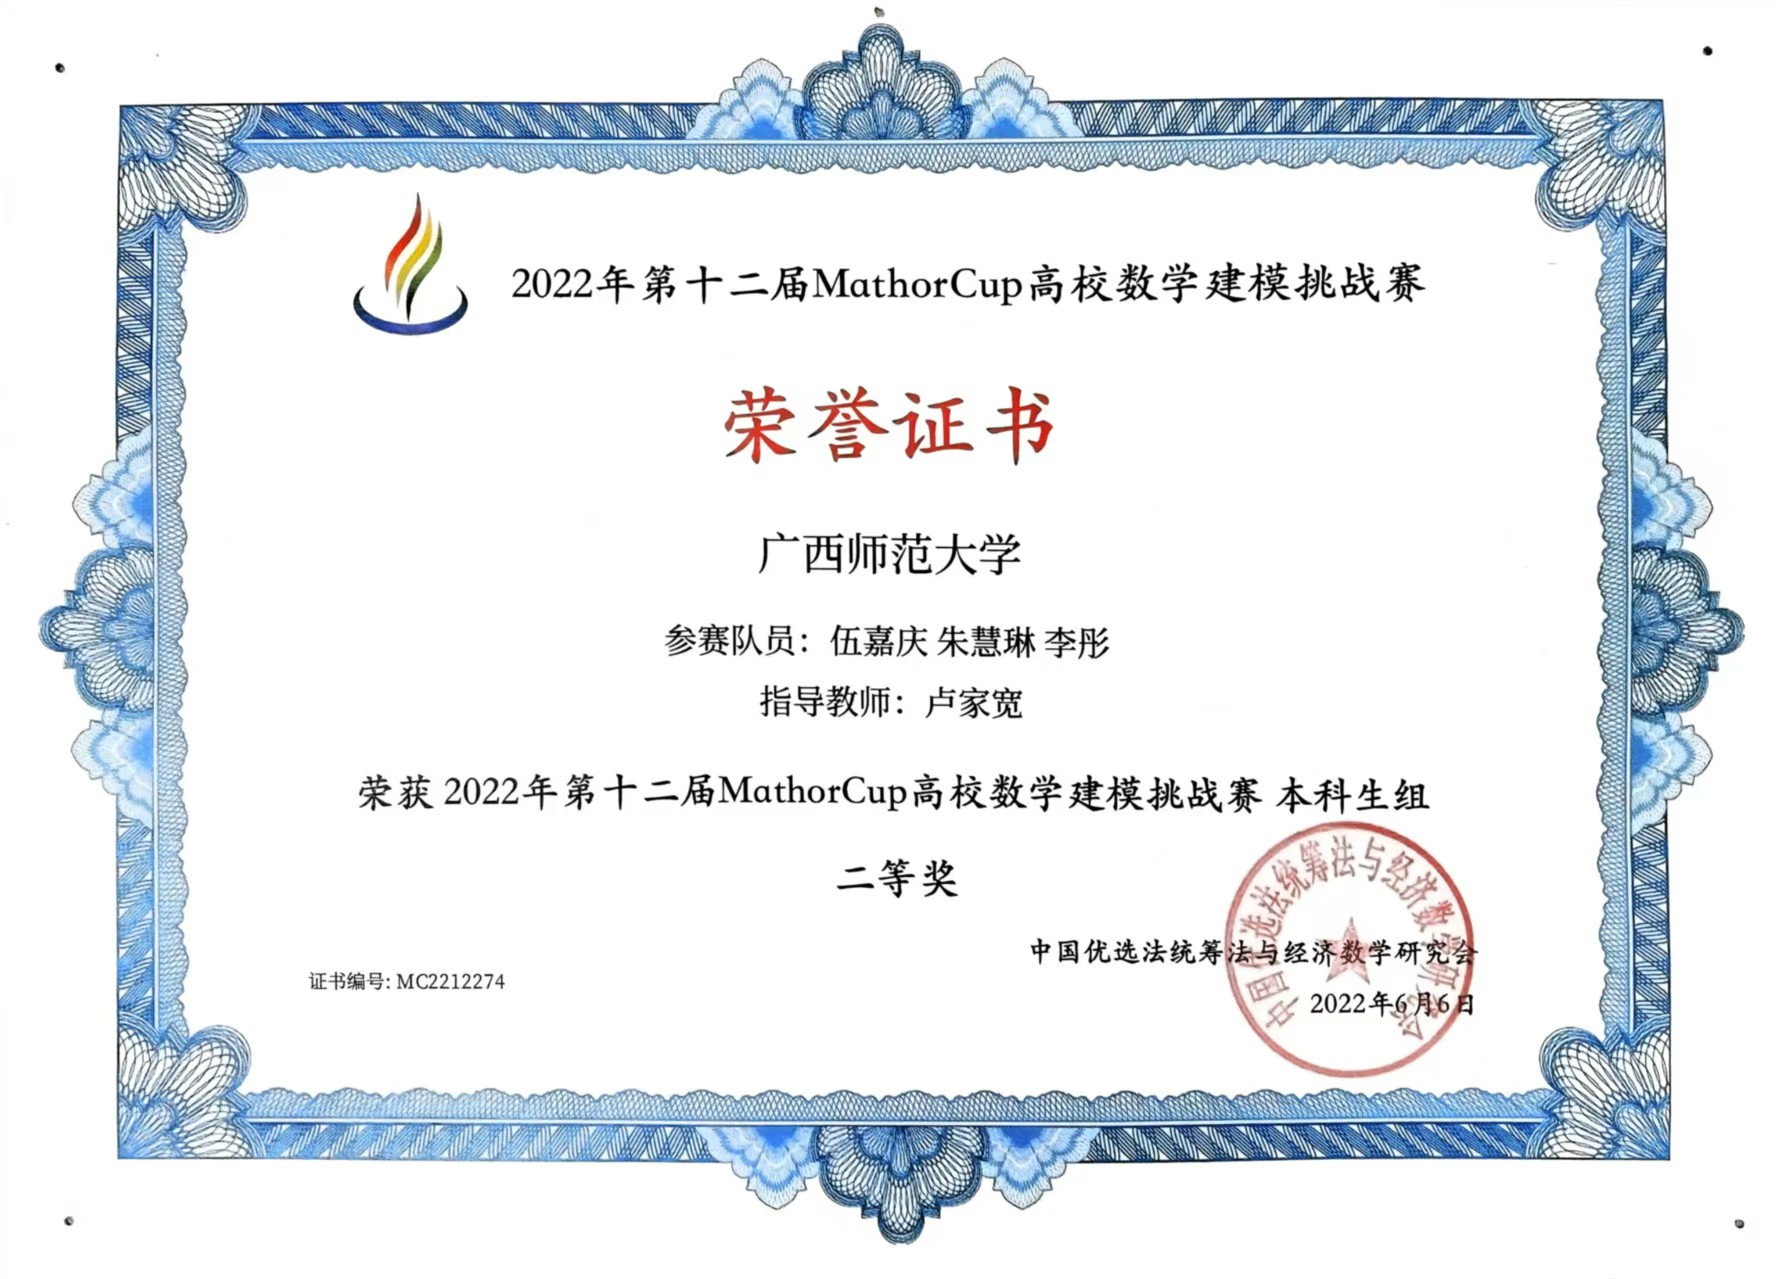 2022年第十二届MathorCup高校数学建模挑战赛
荣誉证书
广西师范大学
参赛队员：伍嘉庆 朱慧琳 李彤
指导教师：卢家宽
荣获 2022年第十二届MathorCup高校数学建模挑战赛 本科生组
二等奖
中国优选法统筹法与经济数学研究会
证书编号: MC2212274
2022年6月6日
中国优选法统筹法与经济数学研究会